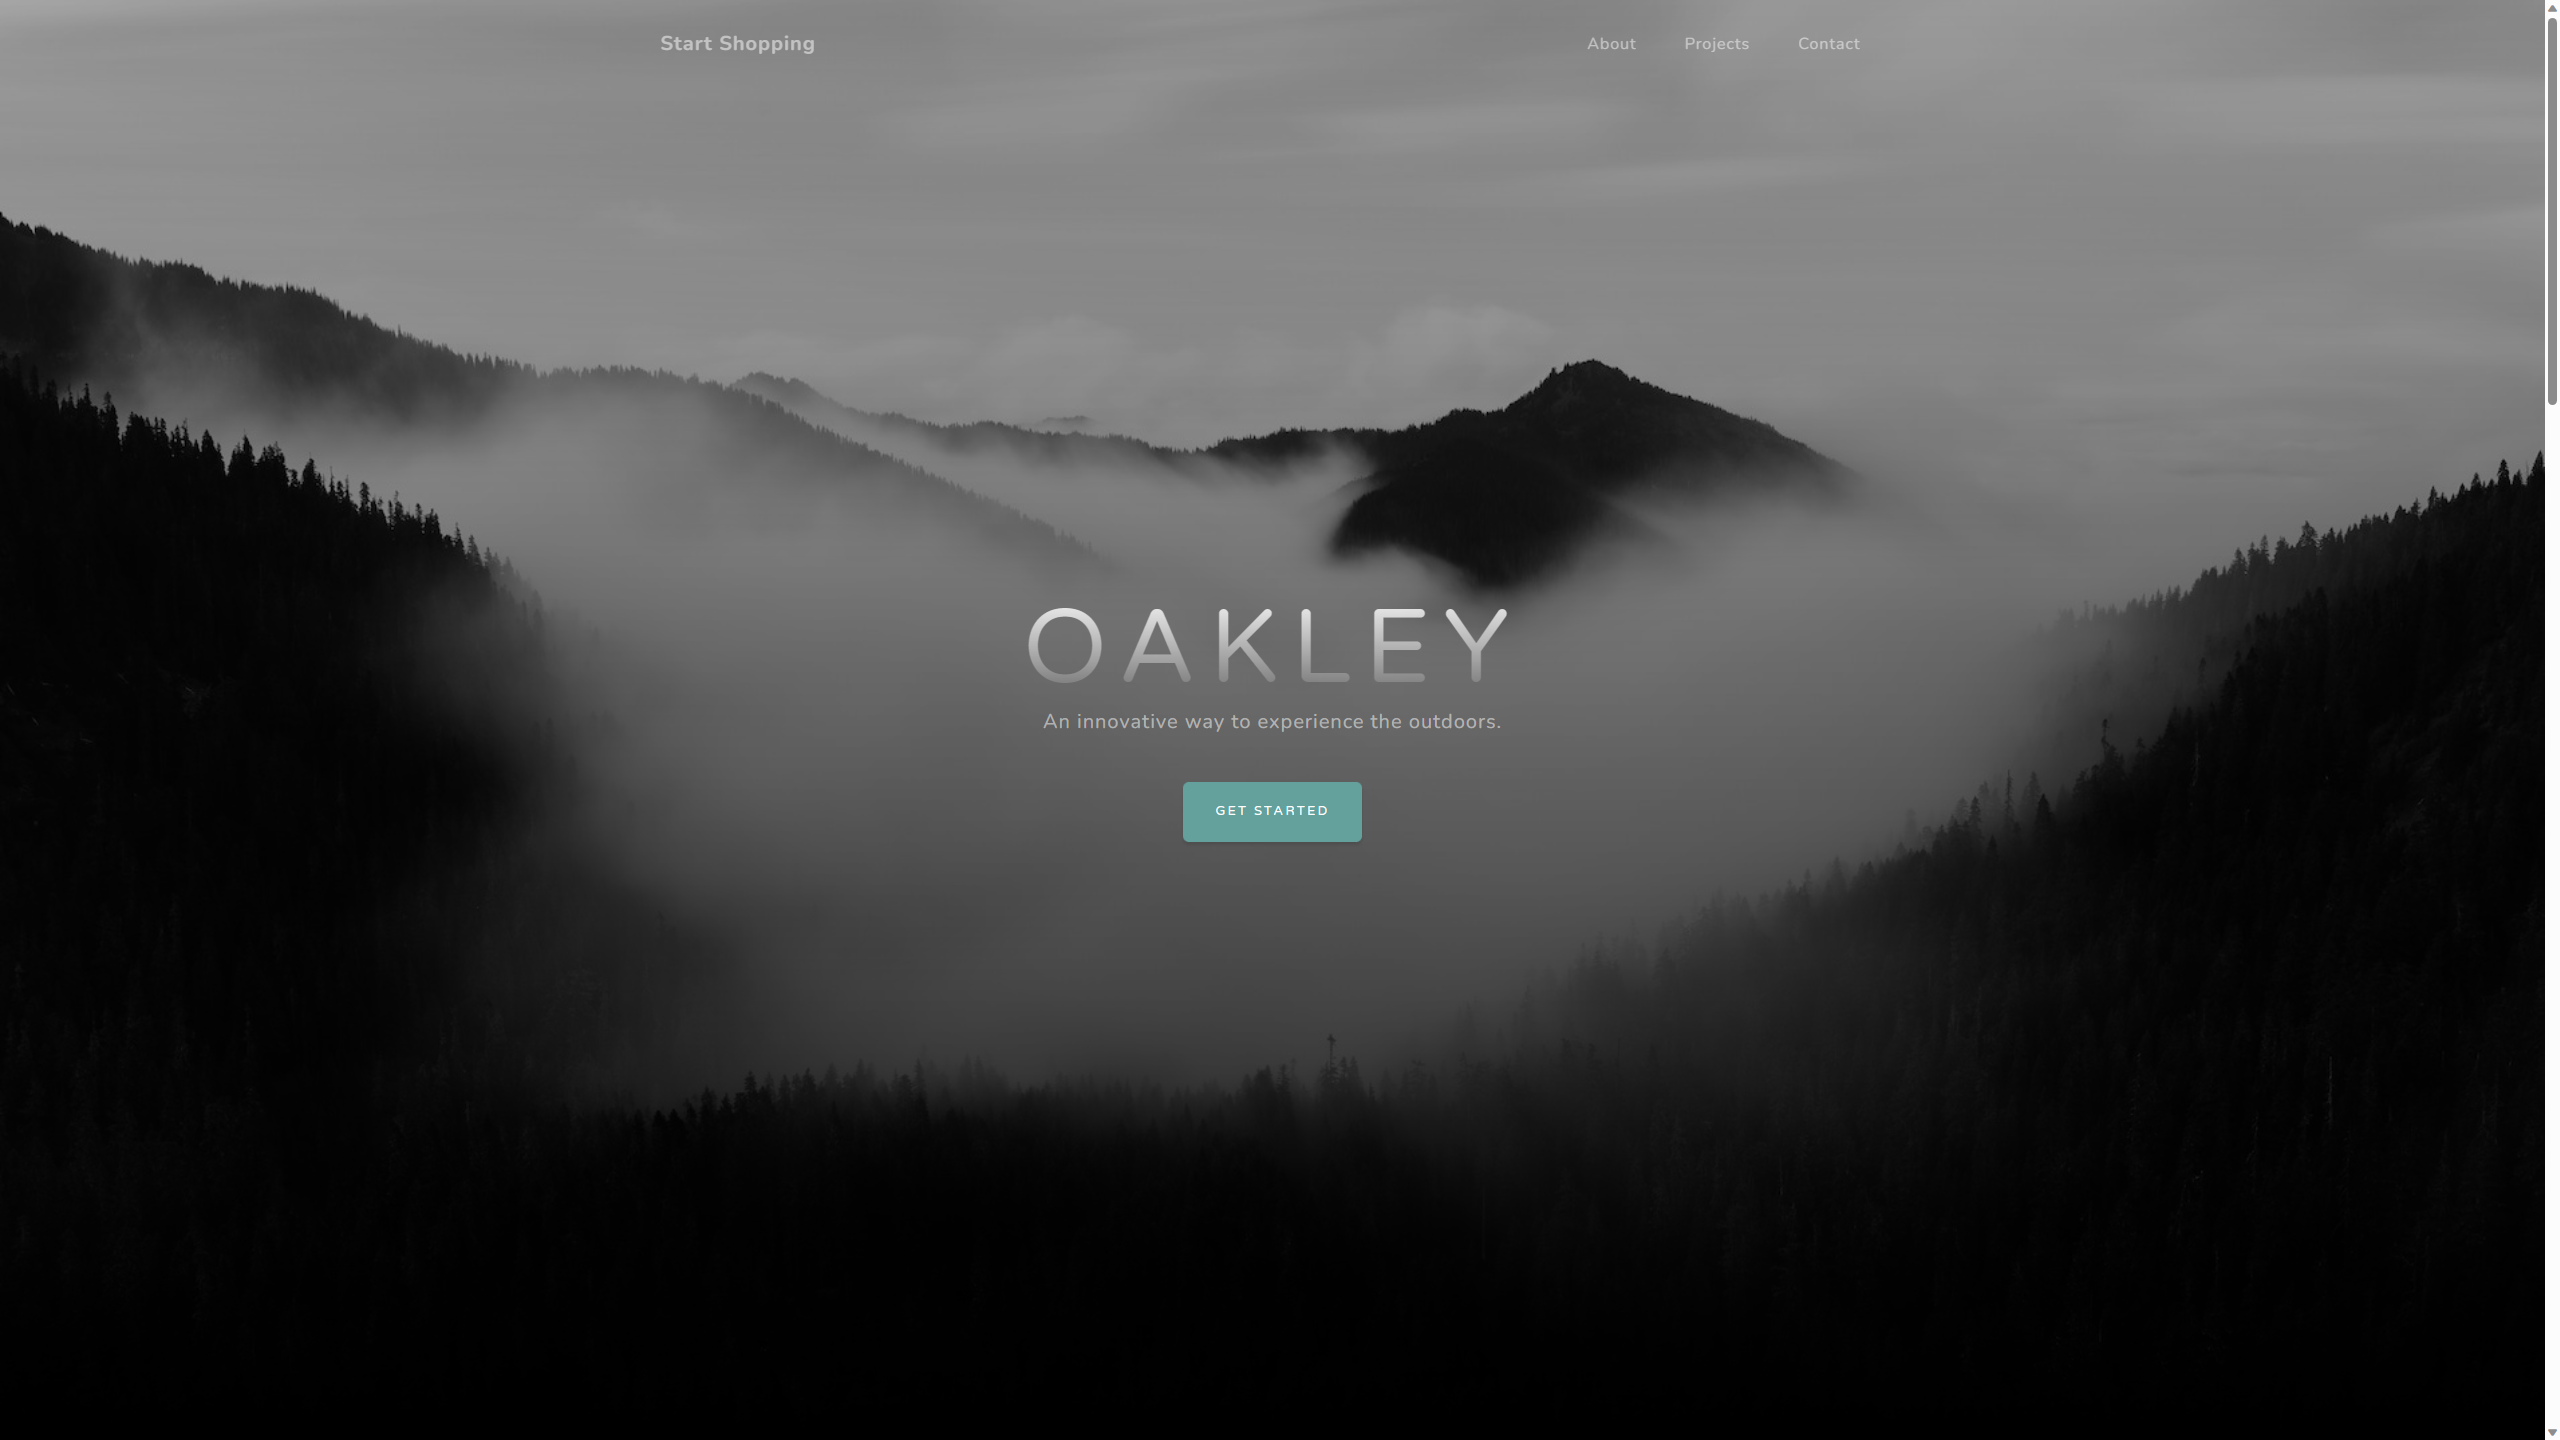 Start Shopping
About Projects Contact
OAKLEY
An innovative way to experience the outdoors.
GET STARTED